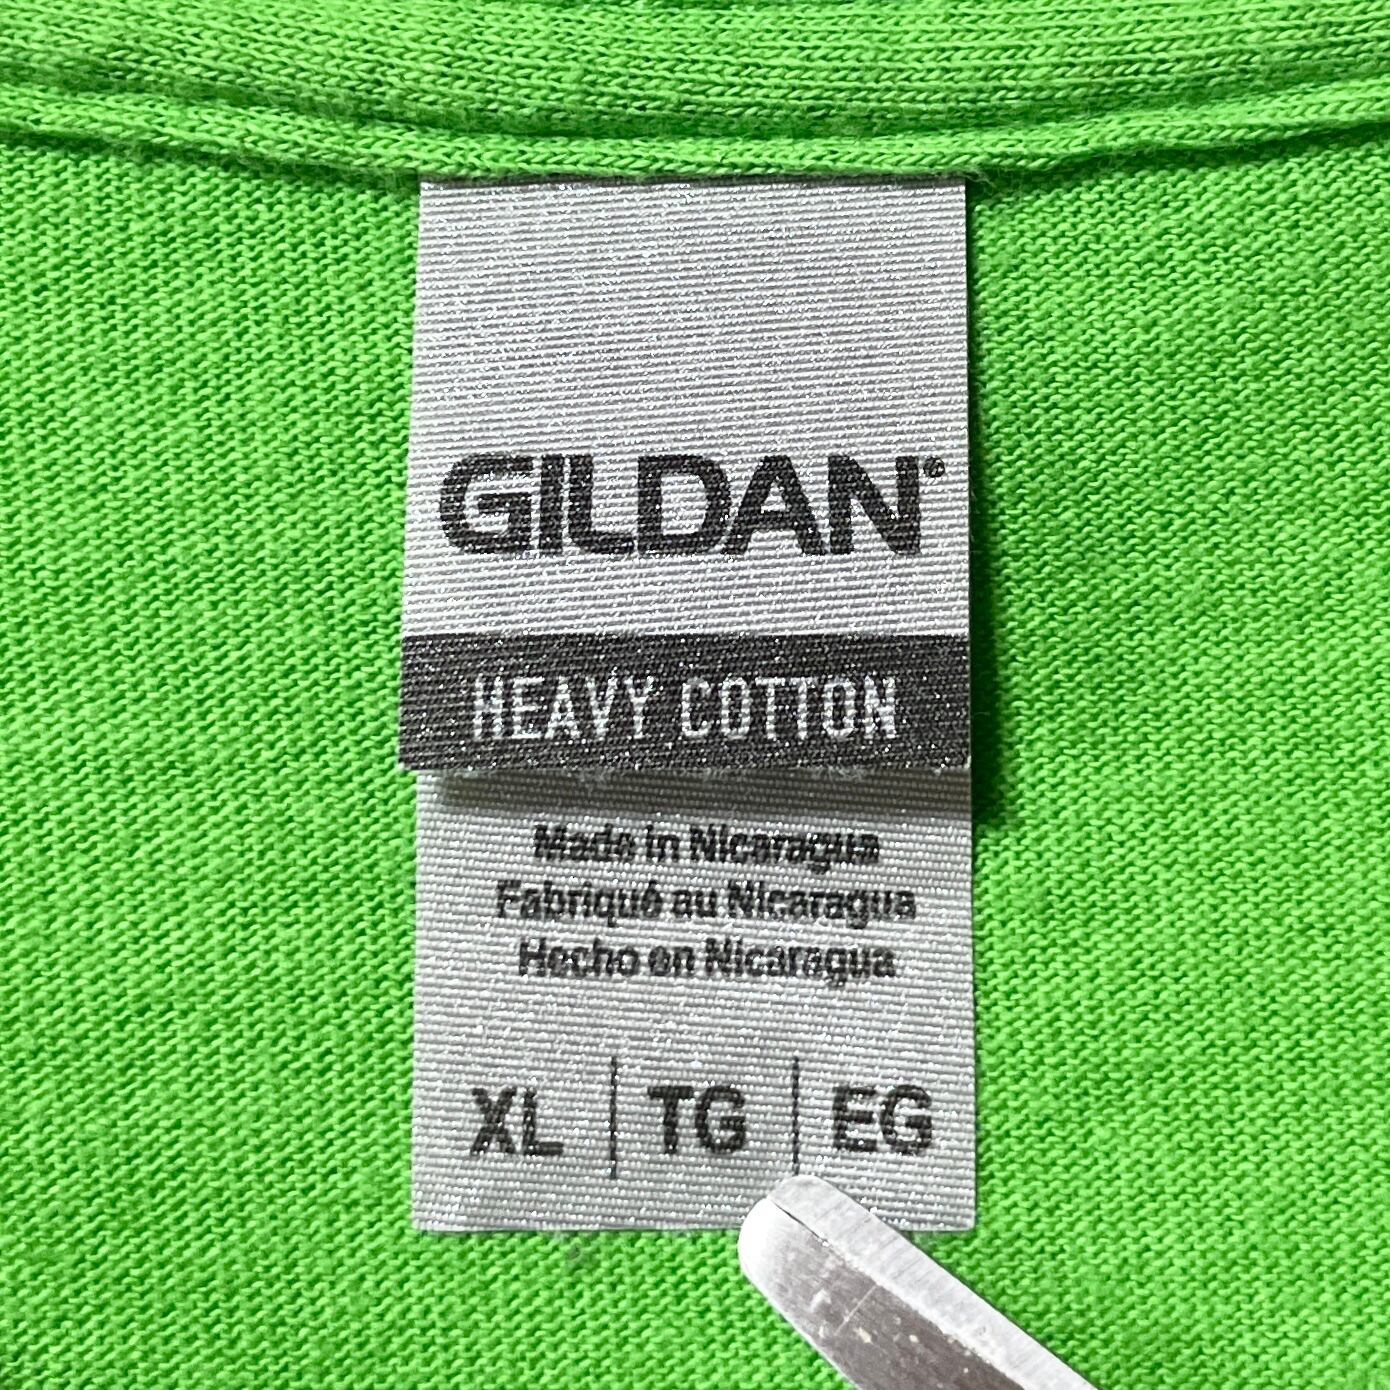 GILDAN®
HEAVY COTTON
Made in Nicaragua
Fabriqué au Nicaragua
Hecho en Nicaragua
XL | TG | EG